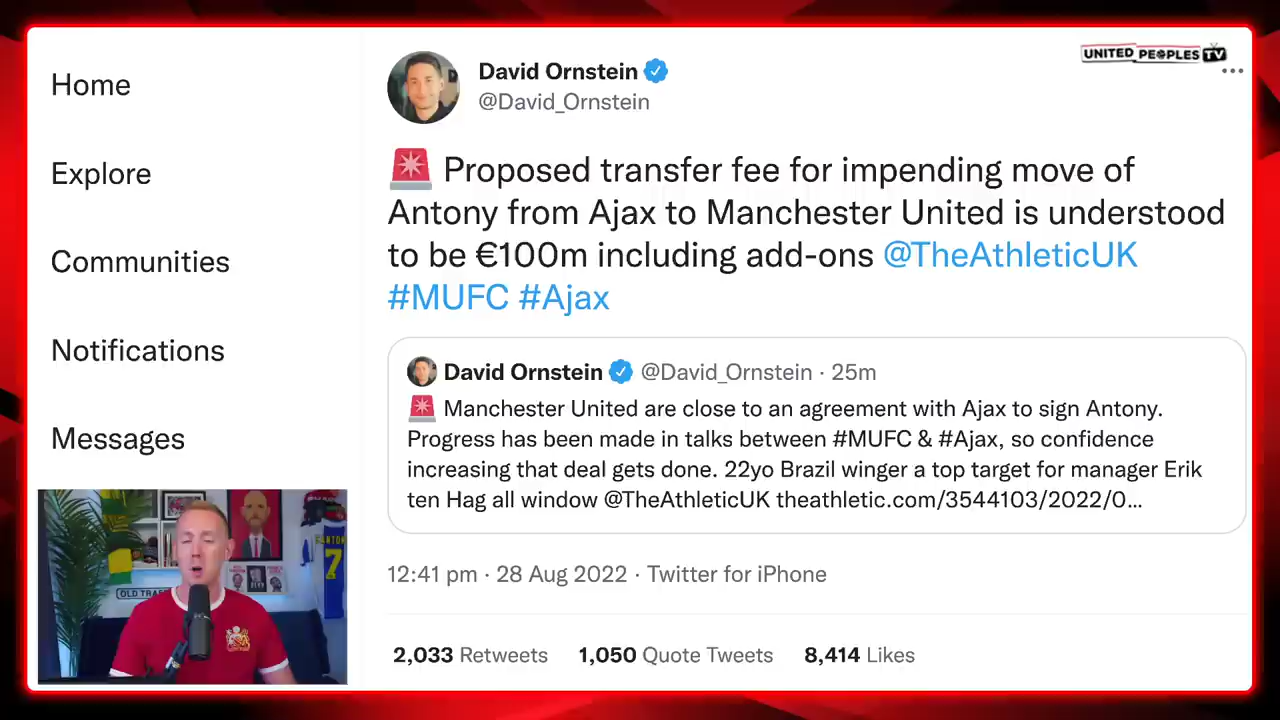 UNITED PEOPLES TV
Home
Explore
Communities
Notifications
Messages
David Ornstein
@David_Ornstein
🚨 Proposed transfer fee for impending move of
Antony from Ajax to Manchester United is understood
to be €100m including add-ons @TheAthleticUK
#MUFC #Ajax
David Ornstein @David_Ornstein · 25m
🚨 Manchester United are close to an agreement with Ajax to sign Antony.
Progress has been made in talks between #MUFC & #Ajax, so confidence
increasing that deal gets done. 22yo Brazil winger a top target for manager Erik
ten Hag all window @TheAthleticUK theathletic.com/3544103/2022/0…
12:41 pm · 28 Aug 2022 · Twitter for iPhone
2,033 Retweets 1,050 Quote Tweets 8,414 Likes
OLD
7